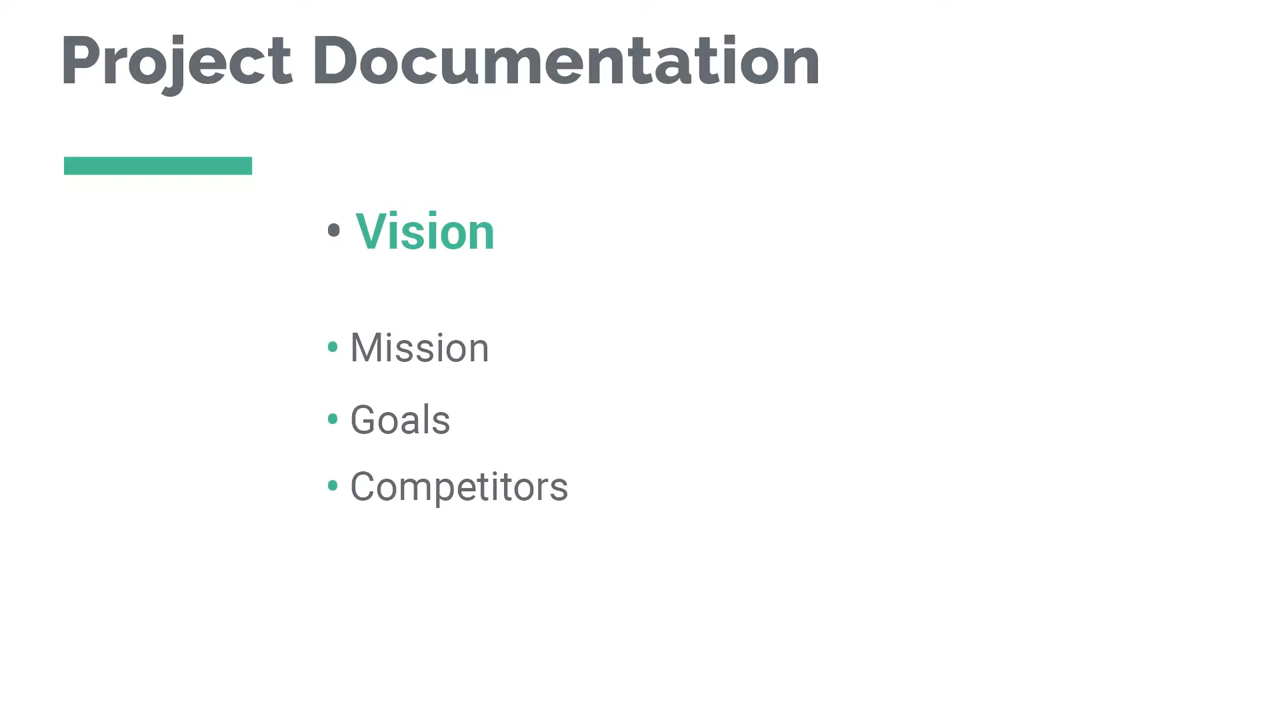 Project Documentation
• Vision
• Mission
• Goals
• Competitors